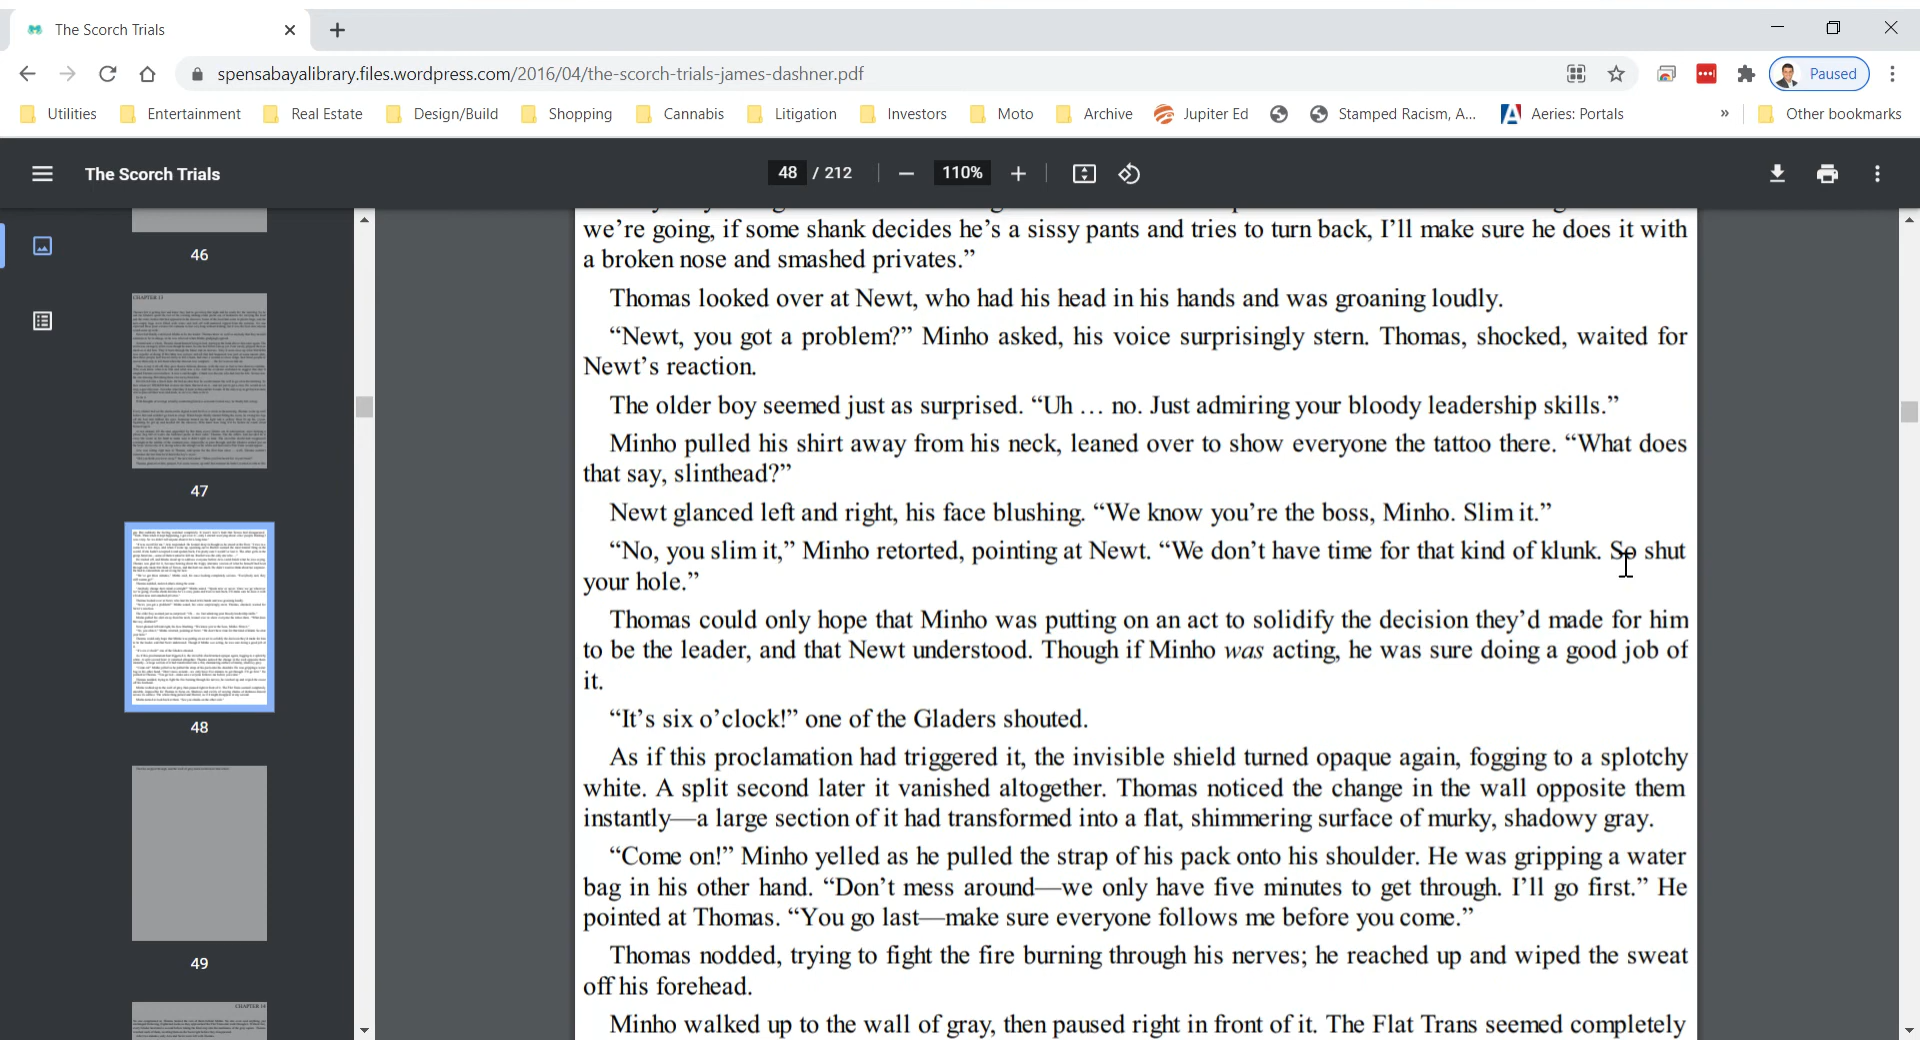 The Scorch Trials
spensabayalibrary.files.wordpress.com/2016/04/the-scorch-trials-james-dashner.pdf
Paused
Utilities
Entertainment
Real Estate
Design/Build
Shopping
Cannabis
Litigation
Investors
Moto
Archive
Jupiter Ed
Stamped Racism, A...
Aeries: Portals
»
Other bookmarks
The Scorch Trials
48 / 212
110%
46
CHAPTER 13
47
48
49
CHAPTER 14
we’re going, if some shank decides he’s a sissy pants and tries to turn back, I’ll make sure he does it with
a broken nose and smashed privates.”
Thomas looked over at Newt, who had his head in his hands and was groaning loudly.
“Newt, you got a problem?” Minho asked, his voice surprisingly stern. Thomas, shocked, waited for
Newt’s reaction.
The older boy seemed just as surprised. “Uh … no. Just admiring your bloody leadership skills.”
Minho pulled his shirt away from his neck, leaned over to show everyone the tattoo there. “What does
that say, slinthead?”
Newt glanced left and right, his face blushing. “We know you’re the boss, Minho. Slim it.”
“No, you slim it,” Minho retorted, pointing at Newt. “We don’t have time for that kind of klunk. So shut
your hole.”
Thomas could only hope that Minho was putting on an act to solidify the decision they’d made for him
to be the leader, and that Newt understood. Though if Minho was acting, he was sure doing a good job of
it.
“It’s six o’clock!” one of the Gladers shouted.
As if this proclamation had triggered it, the invisible shield turned opaque again, fogging to a splotchy
white. A split second later it vanished altogether. Thomas noticed the change in the wall opposite them
instantly—a large section of it had transformed into a flat, shimmering surface of murky, shadowy gray.
“Come on!” Minho yelled as he pulled the strap of his pack onto his shoulder. He was gripping a water
bag in his other hand. “Don’t mess around—we only have five minutes to get through. I’ll go first.” He
pointed at Thomas. “You go last—make sure everyone follows me before you come.”
Thomas nodded, trying to fight the fire burning through his nerves; he reached up and wiped the sweat
off his forehead.
Minho walked up to the wall of gray, then paused right in front of it. The Flat Trans seemed completely